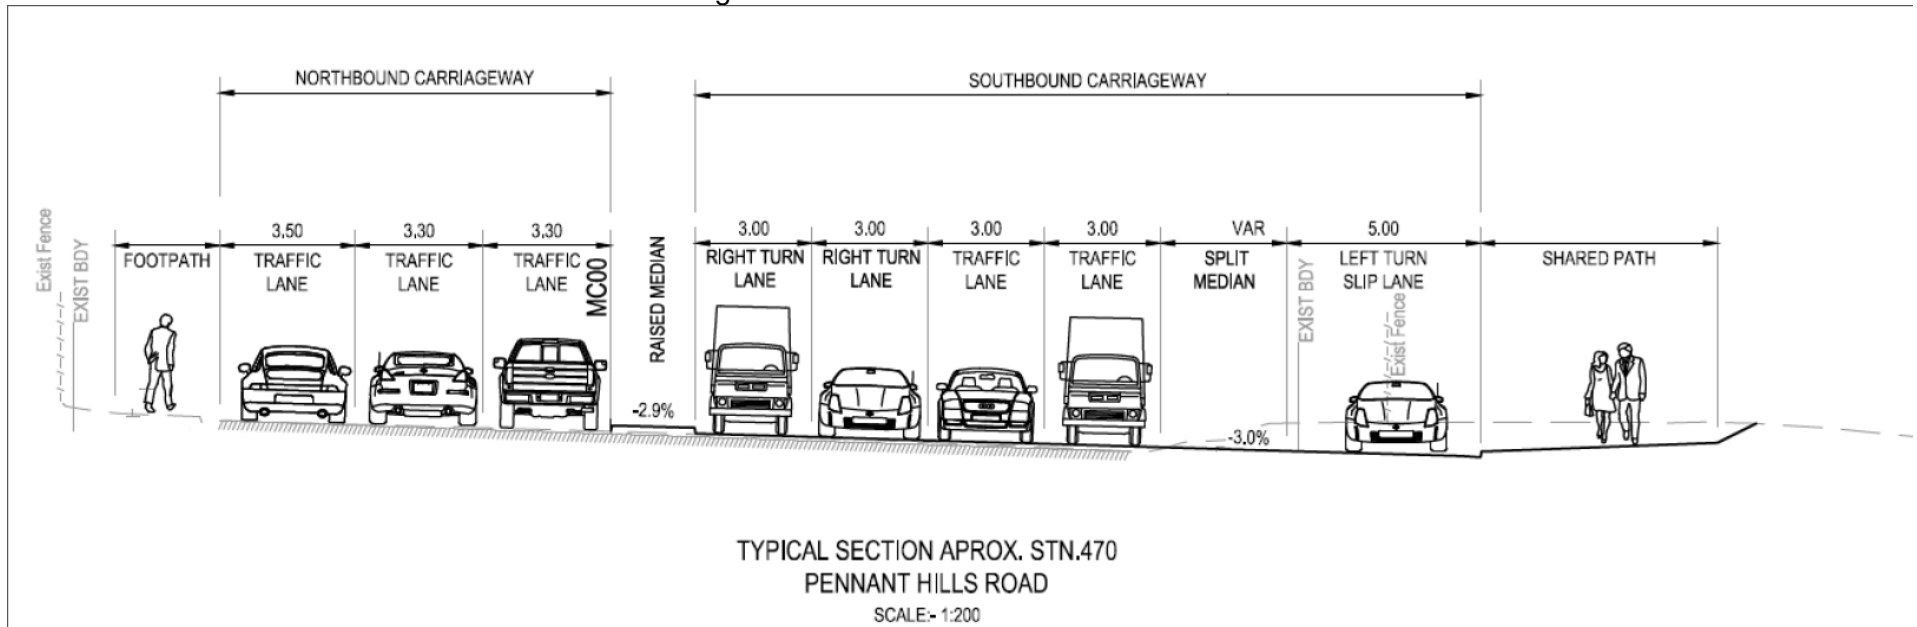 NORTHBOUND CARRIAGEWAY
SOUTHBOUND CARRIAGEWAY
Exist Fence
EXIST BDY
FOOTPATH
3.50
TRAFFIC
LANE
3.30
TRAFFIC
LANE
3.30
TRAFFIC
LANE
MC00
RAISED MEDIAN
-2.9%
3.00
RIGHT TURN
LANE
3.00
RIGHT TURN
LANE
3.00
TRAFFIC
LANE
3.00
TRAFFIC
LANE
VAR
SPLIT
MEDIAN
-3.0%
EXIST BDY
5.00
LEFT TURN
SLIP LANE
Exist Fence
SHARED PATH
TYPICAL SECTION APROX. STN.470
PENNANT HILLS ROAD
SCALE:- 1:200